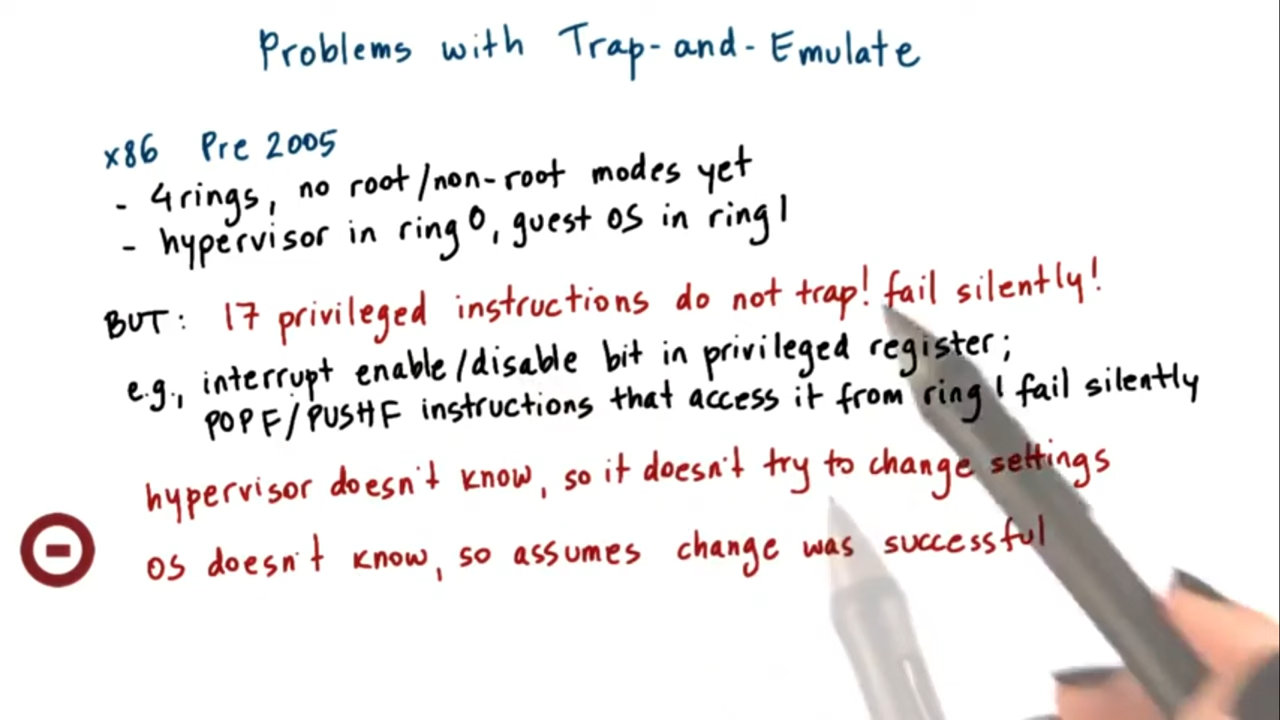 Problems with Trap-and-Emulate
x86 Pre 2005
- 4 rings, no root/non-root modes yet
- hypervisor in ring 0, guest OS in ring 1
BUT: 17 privileged instructions do not trap! fail silently!
e.g., interrupt enable/disable bit in privileged register;
POPF/PUSHF instructions that access it from ring 1 fail silently
hypervisor doesn't know, so it doesn't try to change settings
OS doesn't know, so assumes change was successful